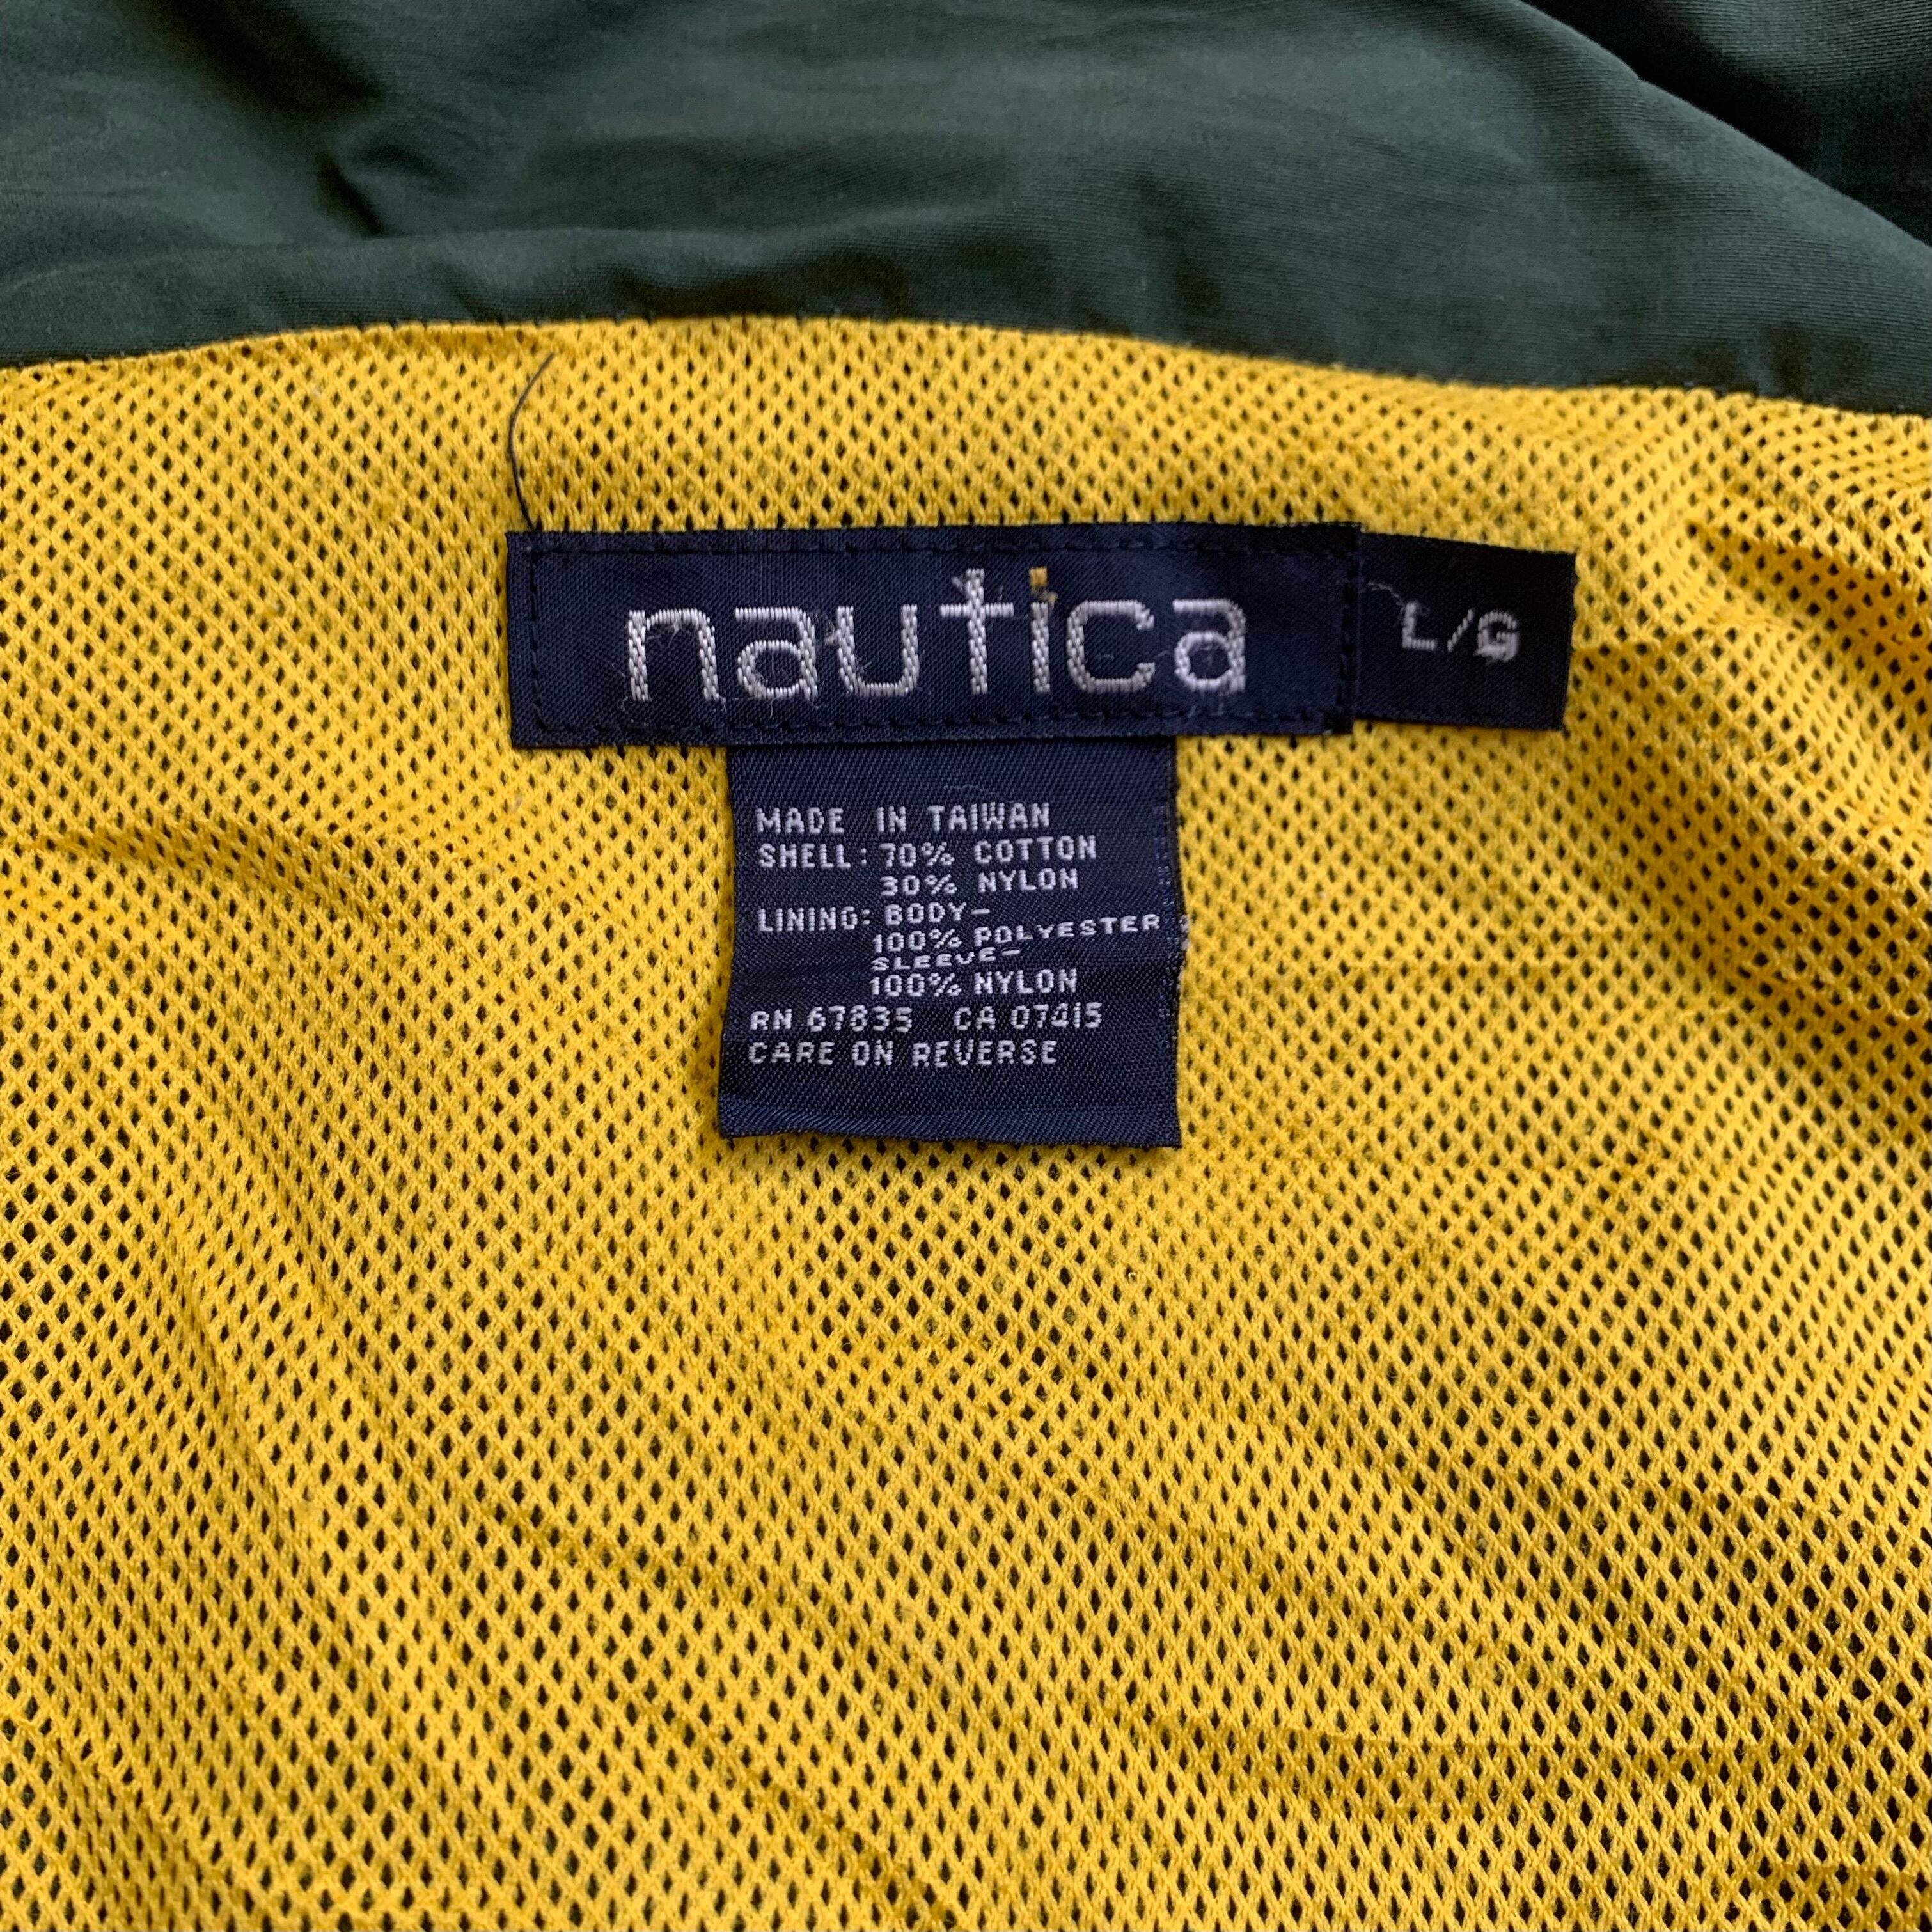 nautica
L/G
MADE IN TAIWAN
SHELL: 70% COTTON
30% NYLON
LINING: BODY-
100% POLYESTER
SLEEVE-
100% NYLON
RN 67835 CA 07415
CARE ON REVERSE